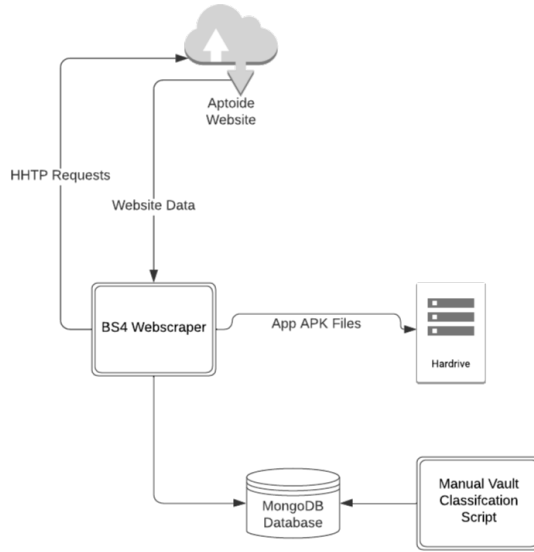 Aptoide
Website
HHTP Requests
Website Data
BS4 Webscraper
App APK Files
Hardrive
MongoDB
Database
Manual Vault
Classifcation
Script